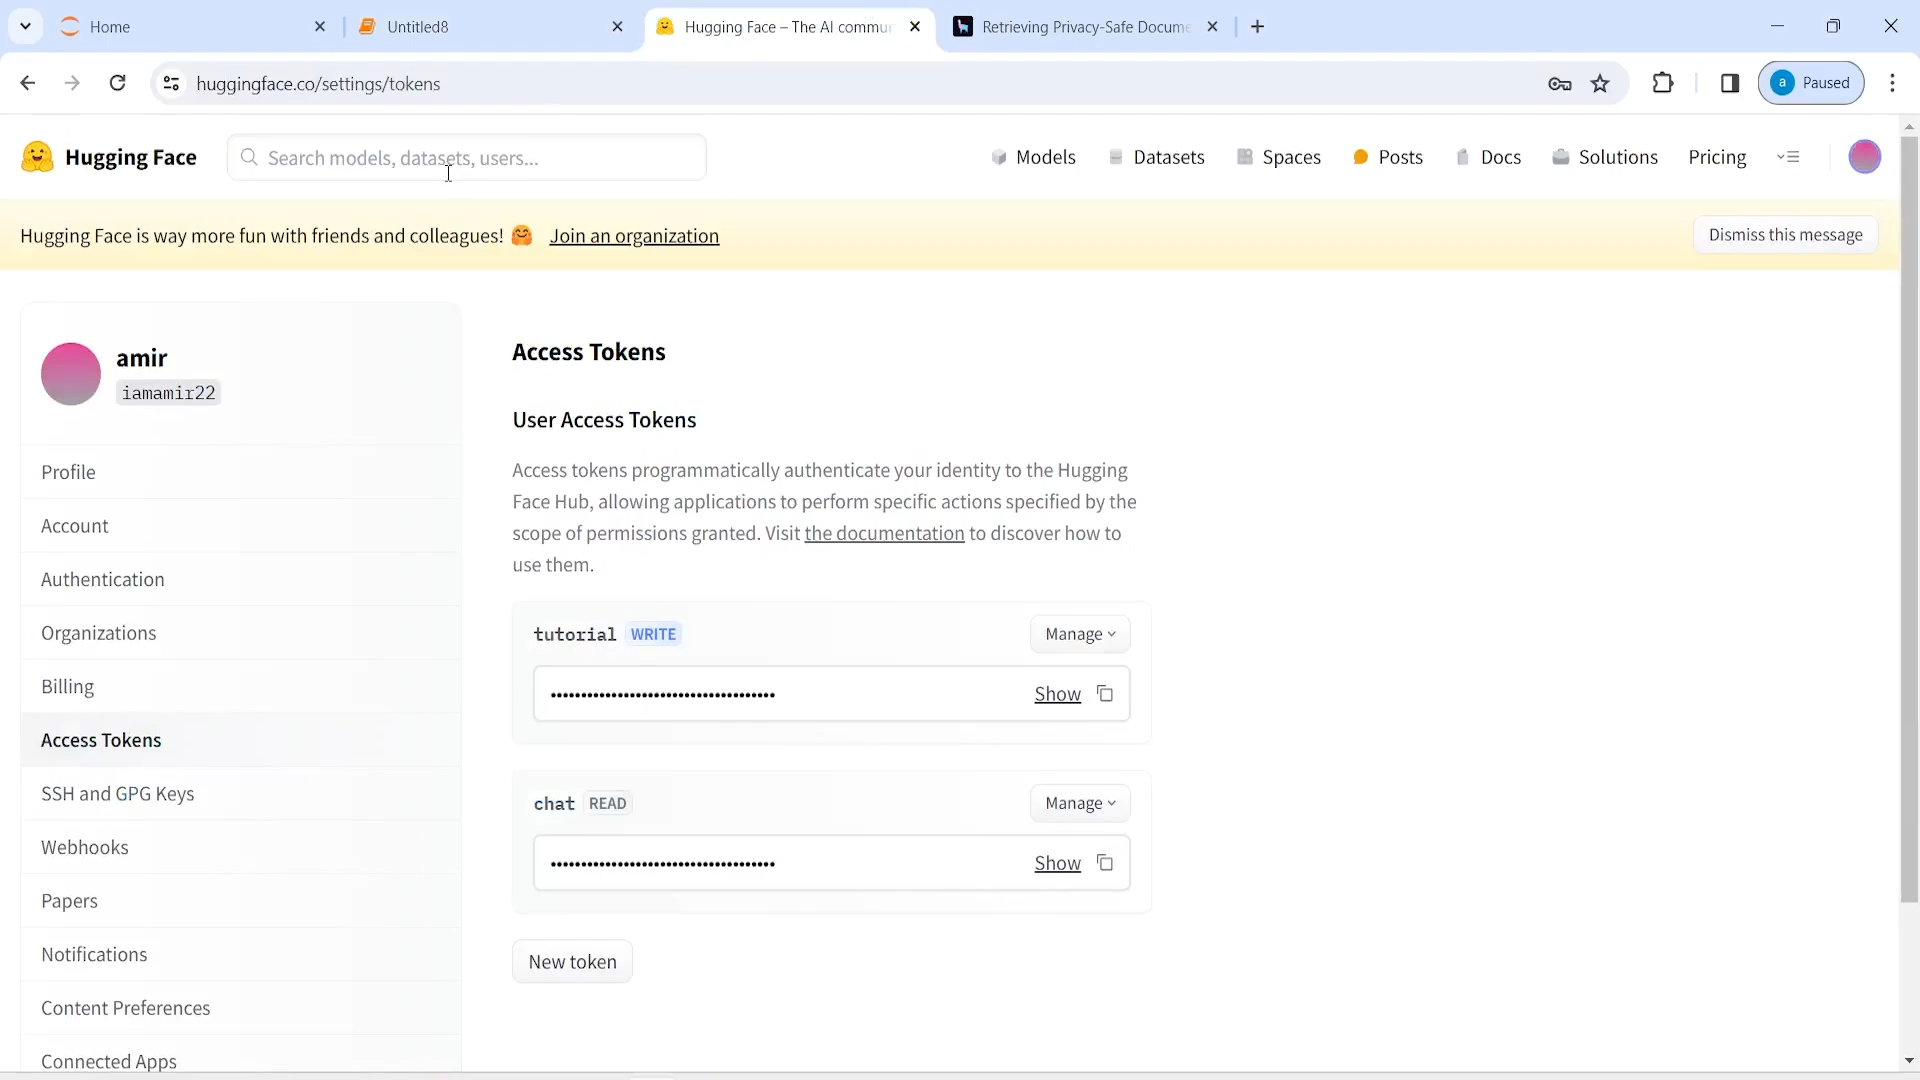 Home
Untitled8
Hugging Face – The AI commu
Retrieving Privacy-Safe Docume
huggingface.co/settings/tokens
a Paused
Hugging Face
Search models, datasets, users...
Models
Datasets
Spaces
Posts
Docs
Solutions
Pricing
Hugging Face is way more fun with friends and colleagues! 🤗 Join an organization
Dismiss this message
amir
iamamir22
Profile
Account
Authentication
Organizations
Billing
Access Tokens
SSH and GPG Keys
Webhooks
Papers
Notifications
Content Preferences
Connected Apps
Access Tokens
User Access Tokens
Access tokens programmatically authenticate your identity to the Hugging
Face Hub, allowing applications to perform specific actions specified by the
scope of permissions granted. Visit the documentation to discover how to
use them.
tutorial WRITE
Manage
•••••••••••••••••••••••••••••••••••••
Show
chat READ
Manage
•••••••••••••••••••••••••••••••••••••
Show
New token